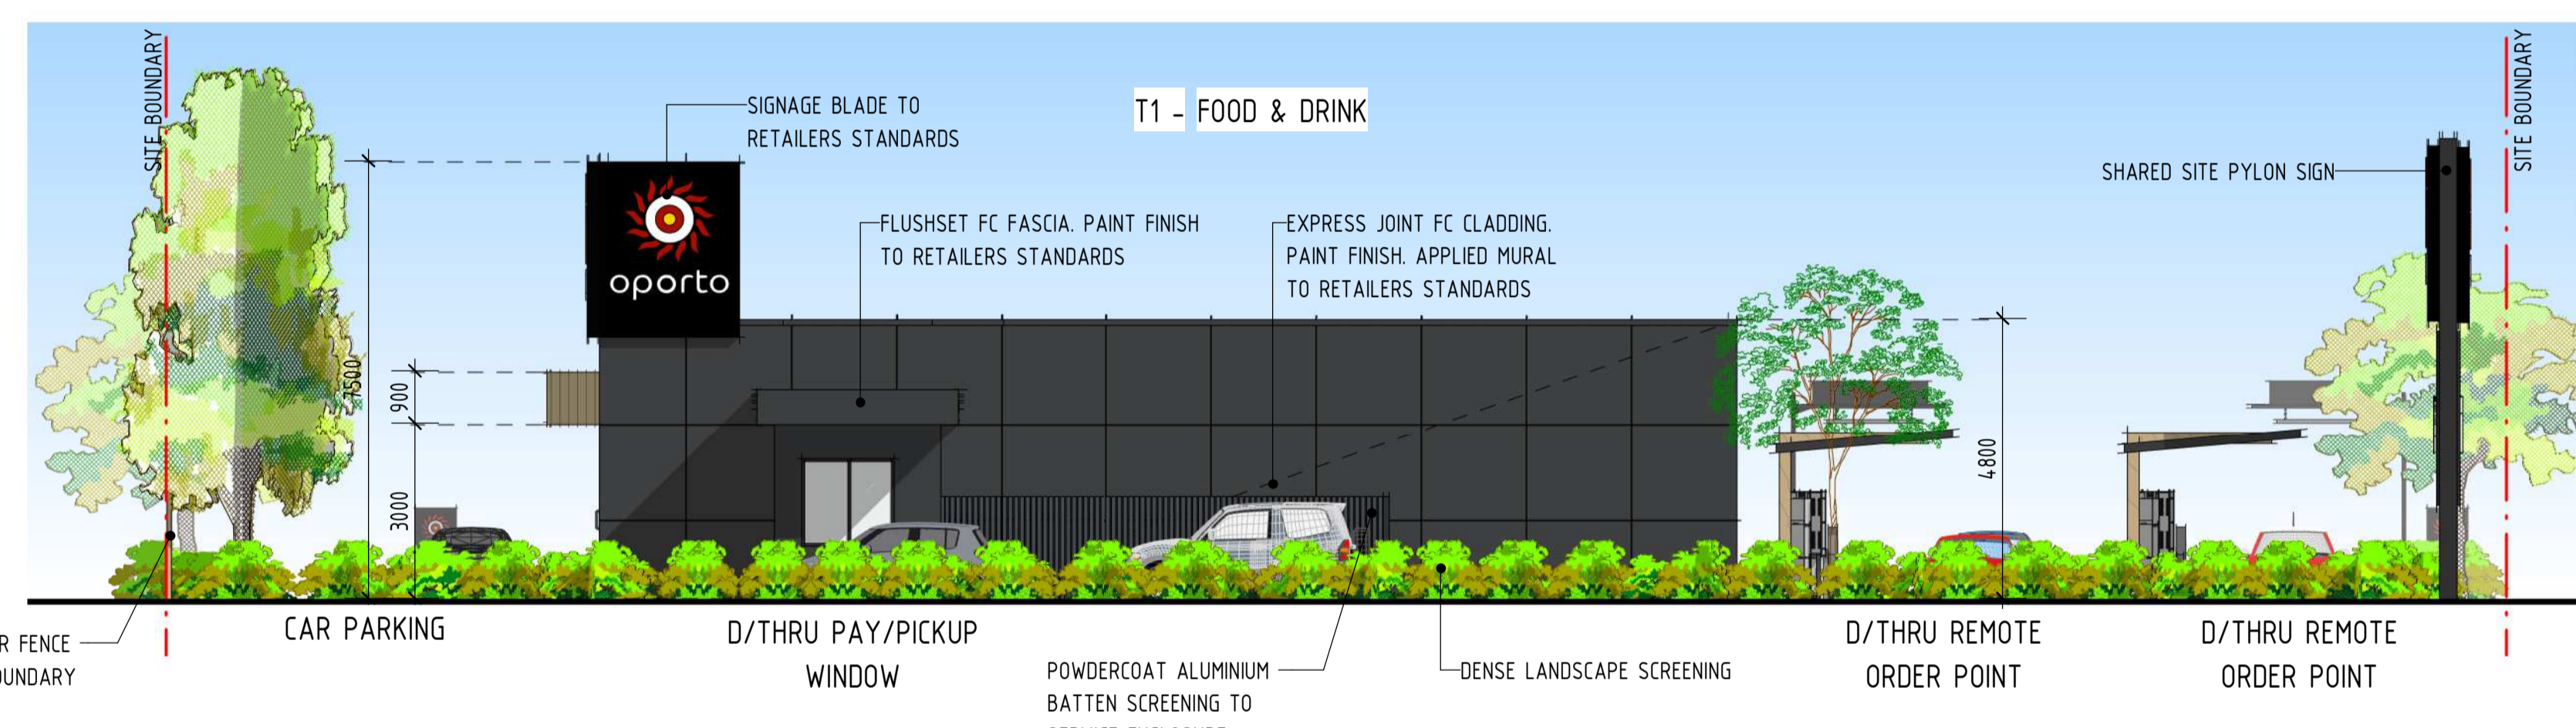 SITE BOUNDARY
SIGNAGE BLADE TO
RETAILERS STANDARDS
T1 - FOOD & DRINK
SITE BOUNDARY
SHARED SITE PYLON SIGN
oporto
FLUSHSET FC FASCIA. PAINT FINISH
TO RETAILERS STANDARDS
EXPRESS JOINT FC CLADDING.
PAINT FINISH. APPLIED MURAL
TO RETAILERS STANDARDS
7500
900
3000
4800
R FENCE
OUNDARY
CAR PARKING
D/THRU PAY/PICKUP
WINDOW
POWDERCOAT ALUMINIUM
BATTEN SCREENING TO
DENSE LANDSCAPE SCREENING
D/THRU REMOTE
ORDER POINT
D/THRU REMOTE
ORDER POINT